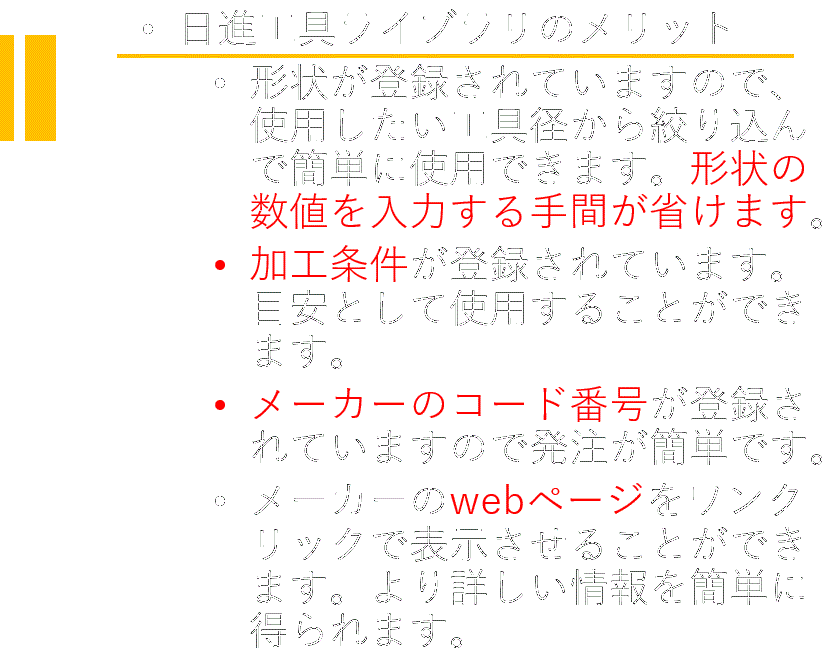 • 日進工具ライブラリのメリット
• 形状が登録されていますので、
使用したい工具径から絞り込ん
で簡単に使用できます。形状の
数値を入力する手間が省けます。
• 加工条件が登録されています。
目安として使用することができ
ます。
• メーカーのコード番号が登録さ
れていますので発注が簡単です。
• メーカーのwebページをワンク
リックで表示させることができ
ます。より詳しい情報を簡単に
得られます。